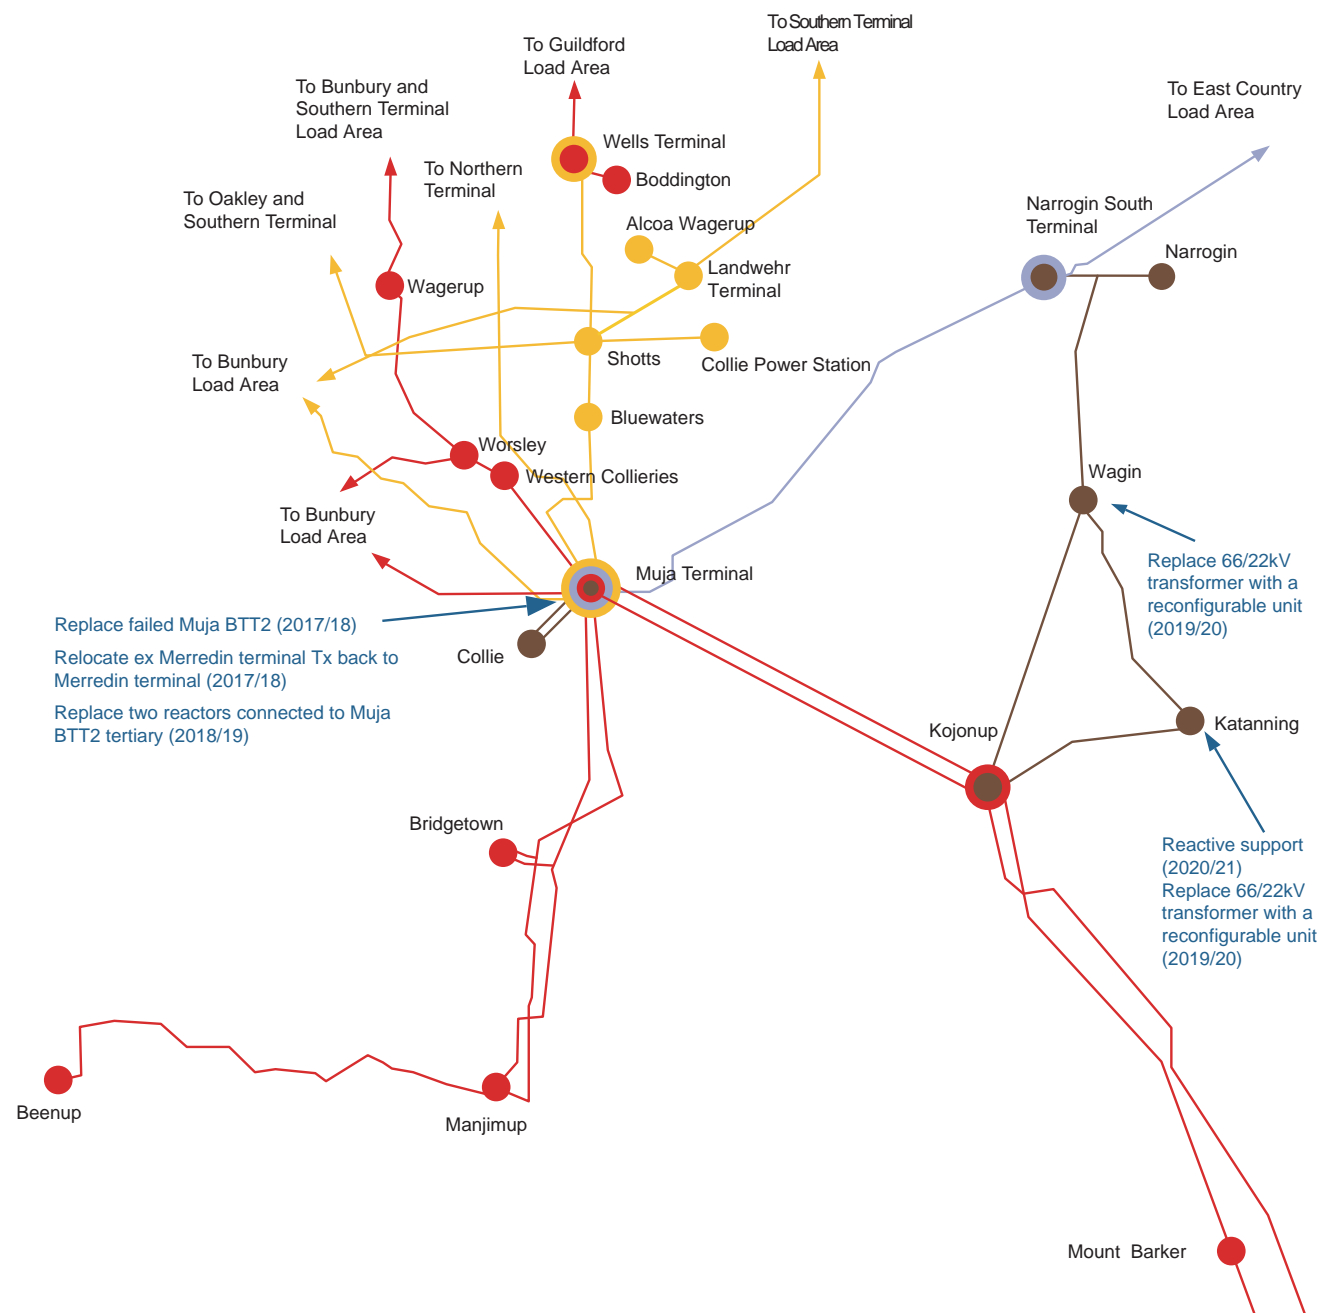 To Southern Terminal
Load Area
To Guildford
Load Area
To Bunbury and
Southern Terminal
Load Area
To East Country
Load Area
Wells Terminal
To Northern
Terminal
Boddington
To Oakley and
Southern Terminal
Narrogin South
Terminal
Alcoa Wagerup
Narrogin
Landwehr
Terminal
Wagerup
To Bunbury
Load Area
Shotts
Collie Power Station
Bluewaters
Worsley
Western Collieries
Wagin
To Bunbury
Load Area
Replace 66/22kV
transformer with a
reconfigurable unit
(2019/20)
Muja Terminal
Replace failed Muja BTT2 (2017/18)
Relocate ex Merredin terminal Tx back to
Merredin terminal (2017/18)
Replace two reactors connected to Muja
BTT2 tertiary (2018/19)
Collie
Kojonup
Katanning
Bridgetown
Reactive support
(2020/21)
Replace 66/22kV
transformer with a
reconfigurable unit
(2019/20)
Beenup
Manjimup
Mount Barker